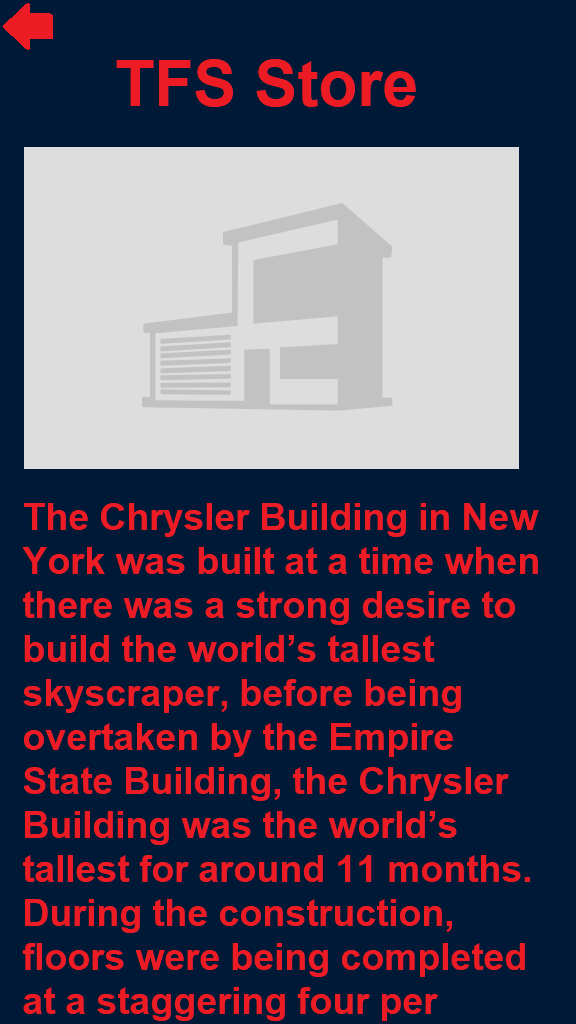 TFS Store
The Chrysler Building in New
York was built at a time when
there was a strong desire to
build the world’s tallest
skyscraper, before being
overtaken by the Empire
State Building, the Chrysler
Building was the world’s
tallest for around 11 months.
During the construction,
floors were being completed
at a staggering four per